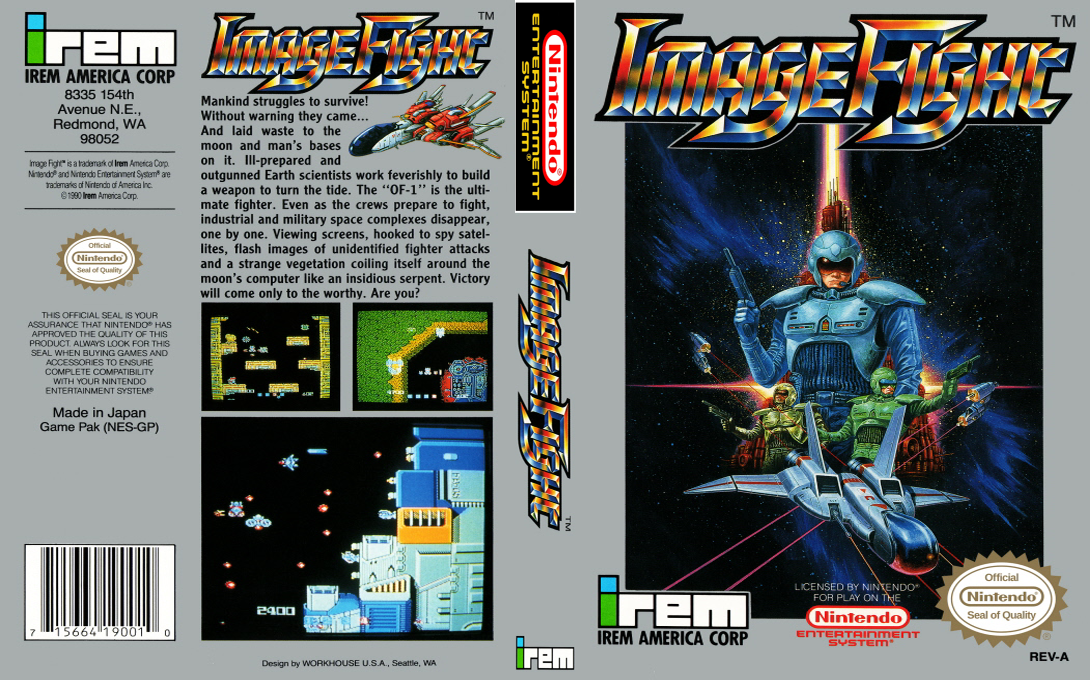 irem
IREM AMERICA CORP
8335 154th
Avenue N.E.,
Redmond, WA
98052
Image Fight™ is a trademark of Irem America Corp.
Nintendo® and Nintendo Entertainment System® are
trademarks of Nintendo of America Inc.
©1990 Irem America Corp.
Official
Nintendo®
Seal of Quality
THIS OFFICIAL SEAL IS YOUR
ASSURANCE THAT NINTENDO® HAS
APPROVED THE QUALITY OF THIS
PRODUCT. ALWAYS LOOK FOR THIS
SEAL WHEN BUYING GAMES AND
ACCESSORIES TO ENSURE
COMPLETE COMPATIBILITY
WITH YOUR NINTENDO
ENTERTAINMENT SYSTEM®
Made in Japan
Game Pak (NES-GP)
7 15664 19001 0
IMAGE FIGHT TM
Mankind struggles to survive!
Without warning they came...
And laid waste to the
moon and man's bases
on it. Ill-prepared and
outgunned Earth scientists work feverishly to build
a weapon to turn the tide. The “OF-1” is the ulti-
mate fighter. Even as the crews prepare to fight,
industrial and military space complexes disappear,
one by one. Viewing screens, hooked to spy satel-
lites, flash images of unidentified fighter attacks
and a strange vegetation coiling itself around the
moon's computer like an insidious serpent. Victory
will come only to the worthy. Are you?
2400
Design by WORKHOUSE U.S.A., Seattle, WA
Nintendo®
ENTERTAINMENT
SYSTEM®
IMAGE FIGHT TM
irem
IMAGE FIGHT TM
LICENSED BY NINTENDO®
FOR PLAY ON THE
Nintendo
ENTERTAINMENT
SYSTEM®
irem
IREM AMERICA CORP
Official
Nintendo®
Seal of Quality
®
REV-A